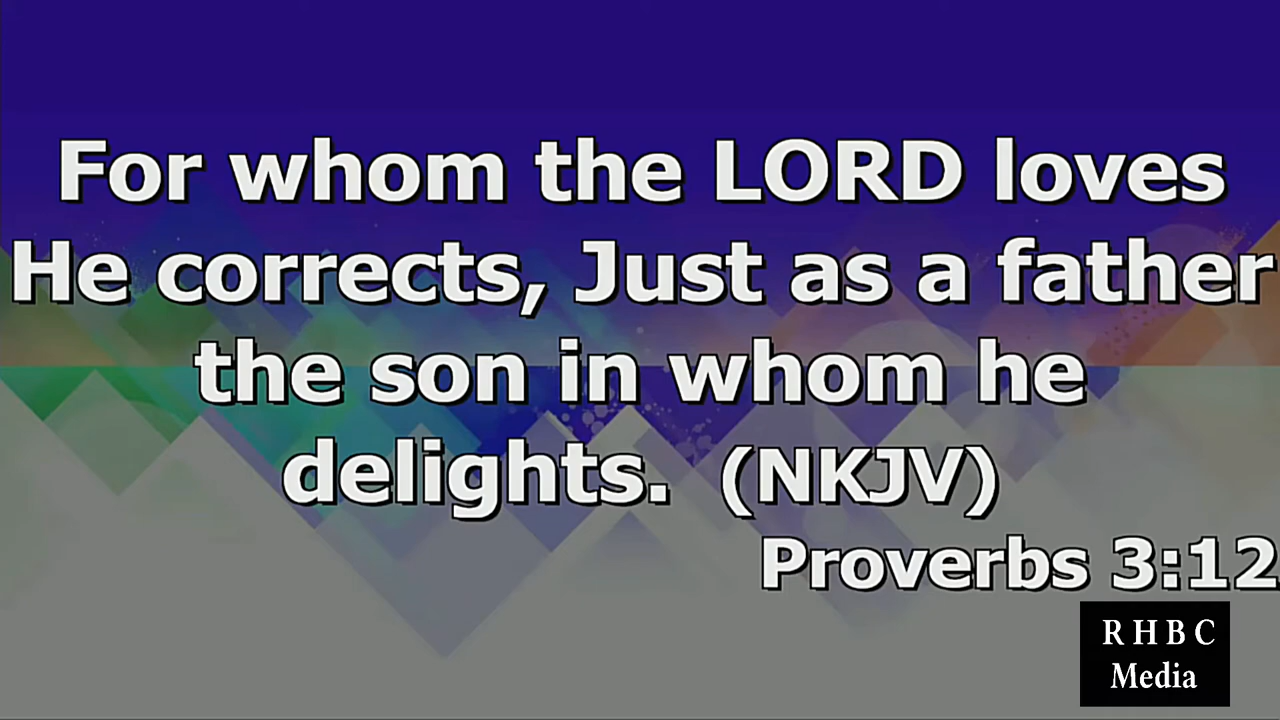 For whom the LORD loves
He corrects, Just as a father
the son in whom he
delights. (NKJV)
Proverbs 3:12
R H B C
Media